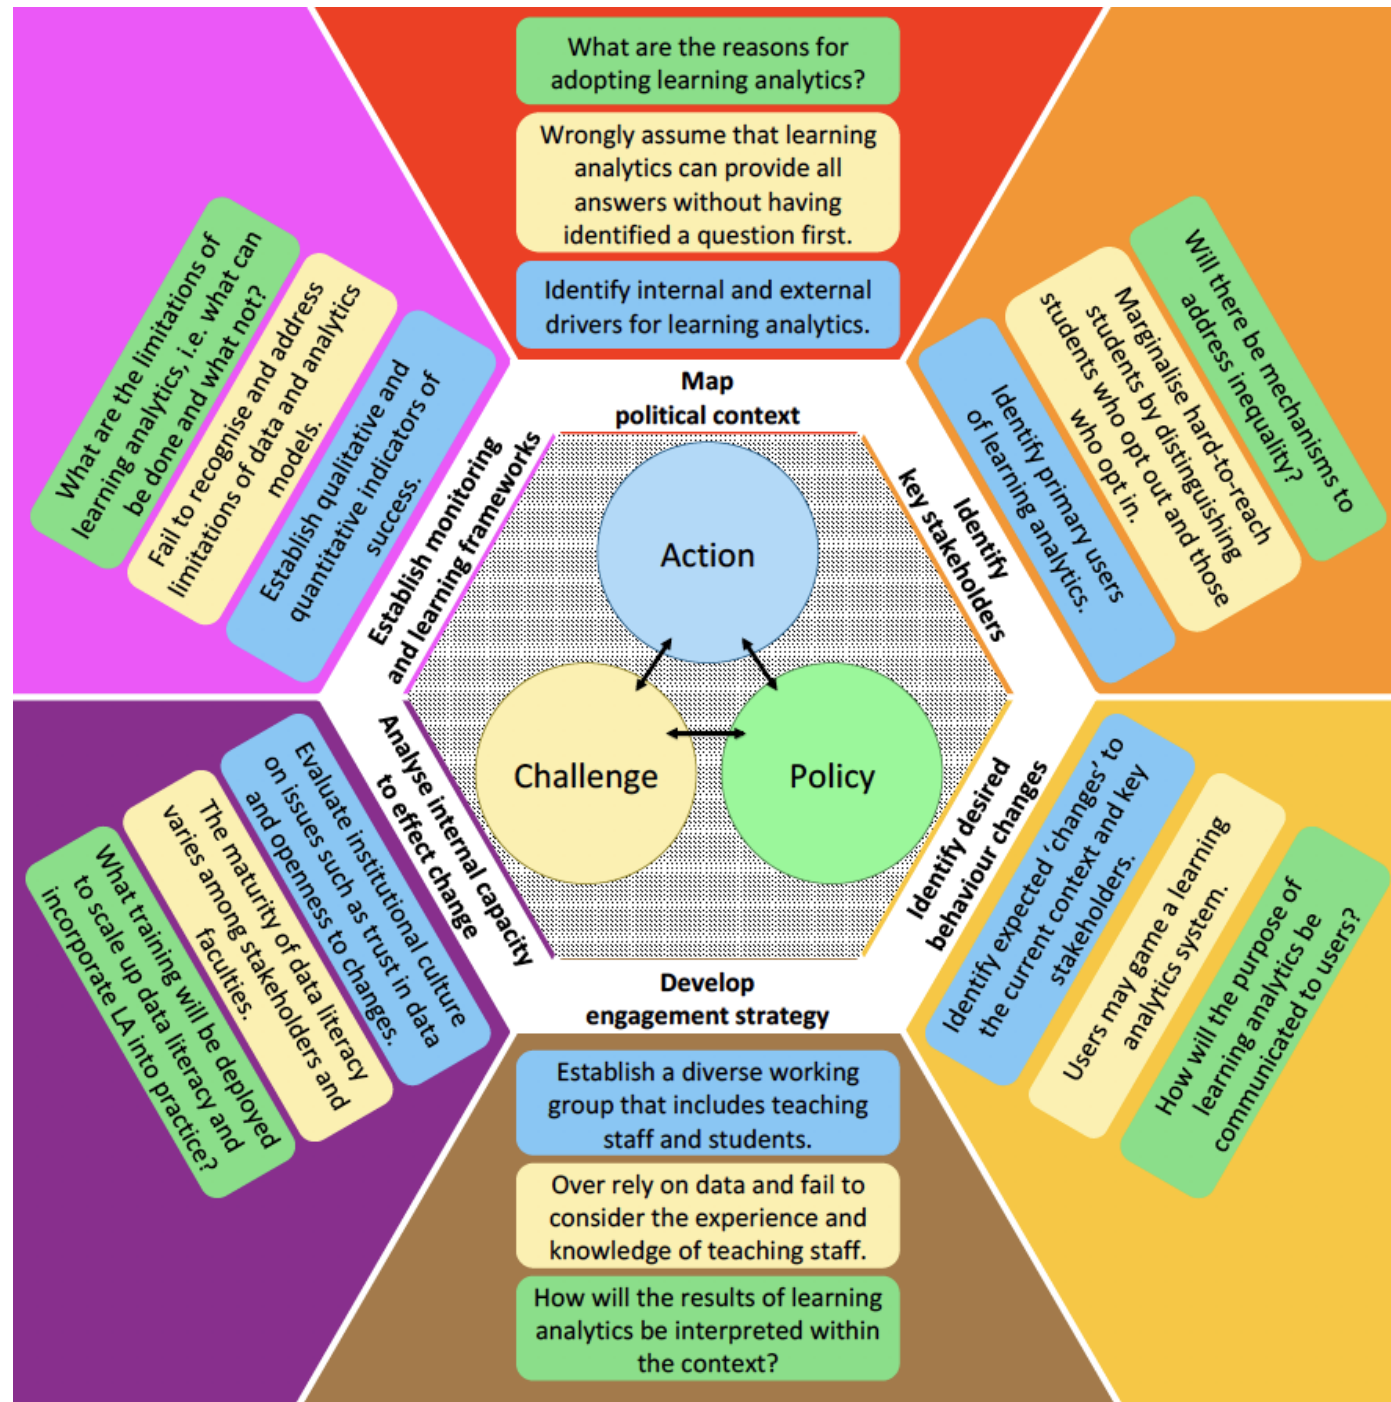 What are the reasons for
adopting learning analytics?
Wrongly assume that learning
analytics can provide all
answers without having
identified a question first.
Identify internal and external
drivers for learning analytics.
Map
political context
Will there be mechanisms to
address inequality?
Marginalise hard-to-reach
students by distinguishing
students who opt out and those
who opt in.
Identify primary users
of learning analytics.
Identify
key stakeholders
Identify desired
behaviour changes
Identify expected ‘changes’ to
the current context and key
stakeholders.
Users may game a learning
analytics system.
How will the purpose of
learning analytics be
communicated to users?
Develop
engagement strategy
Establish a diverse working
group that includes teaching
staff and students.
Over rely on data and fail to
consider the experience and
knowledge of teaching staff.
How will the results of learning
analytics be interpreted within
the context?
Analyse internal capacity
to effect change
Evaluate institutional culture
on issues such as trust in data
and openness to changes.
The maturity of data literacy
varies among stakeholders and
faculties.
What training will be deployed
to scale up data literacy and
incorporate LA into practice?
What are the limitations of
learning analytics, i.e. what can
be done and what not?
Fail to recognise and address
limitations of data and analytics
models.
Establish qualitative and
quantitative indicators of
success.
Establish monitoring
and learning frameworks
Action
Challenge
Policy